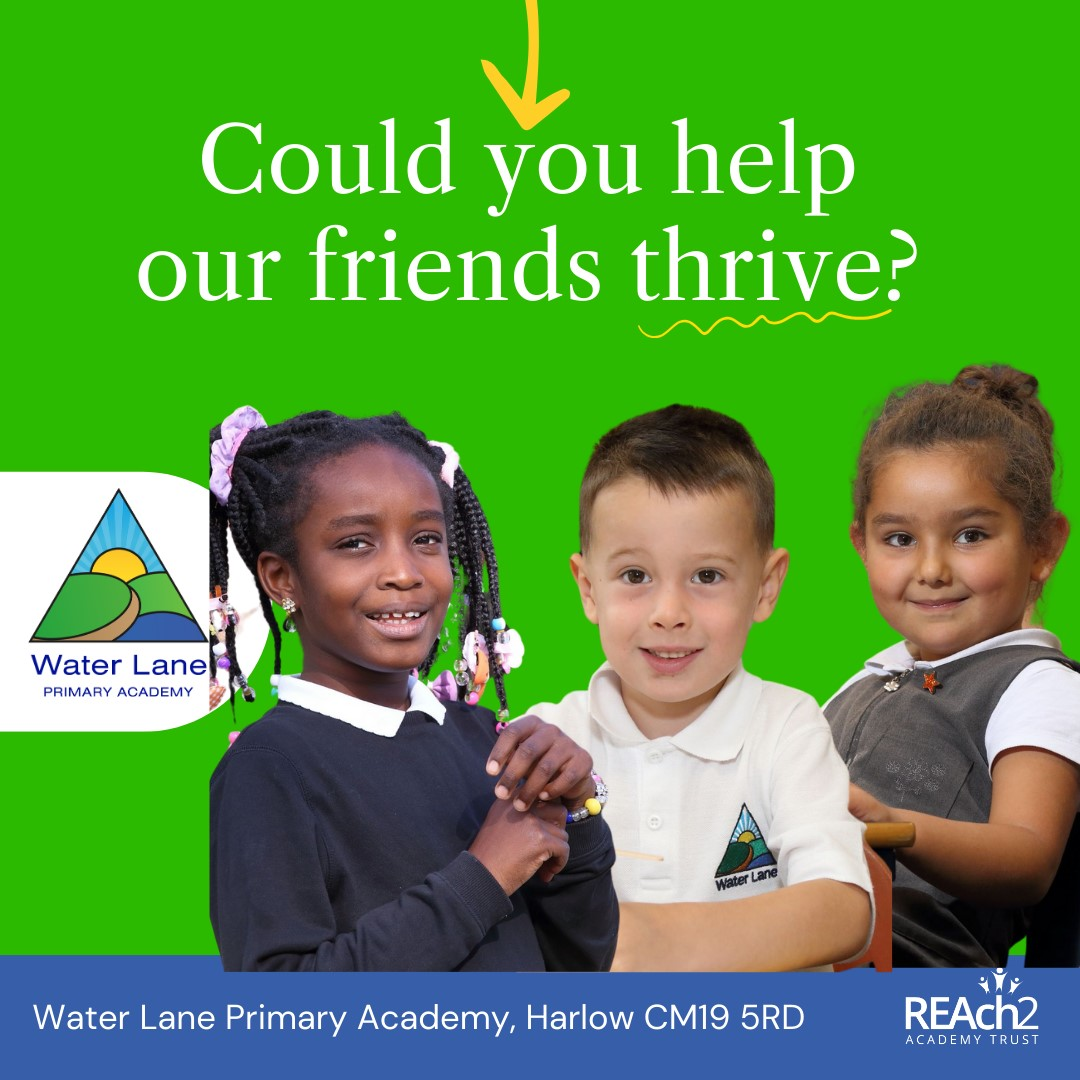 Could you help
our friends thrive?
Water Lane
PRIMARY ACADEMY
Water Lane
Water Lane Primary Academy, Harlow CM19 5RD
REAch2
ACADEMY TRUST